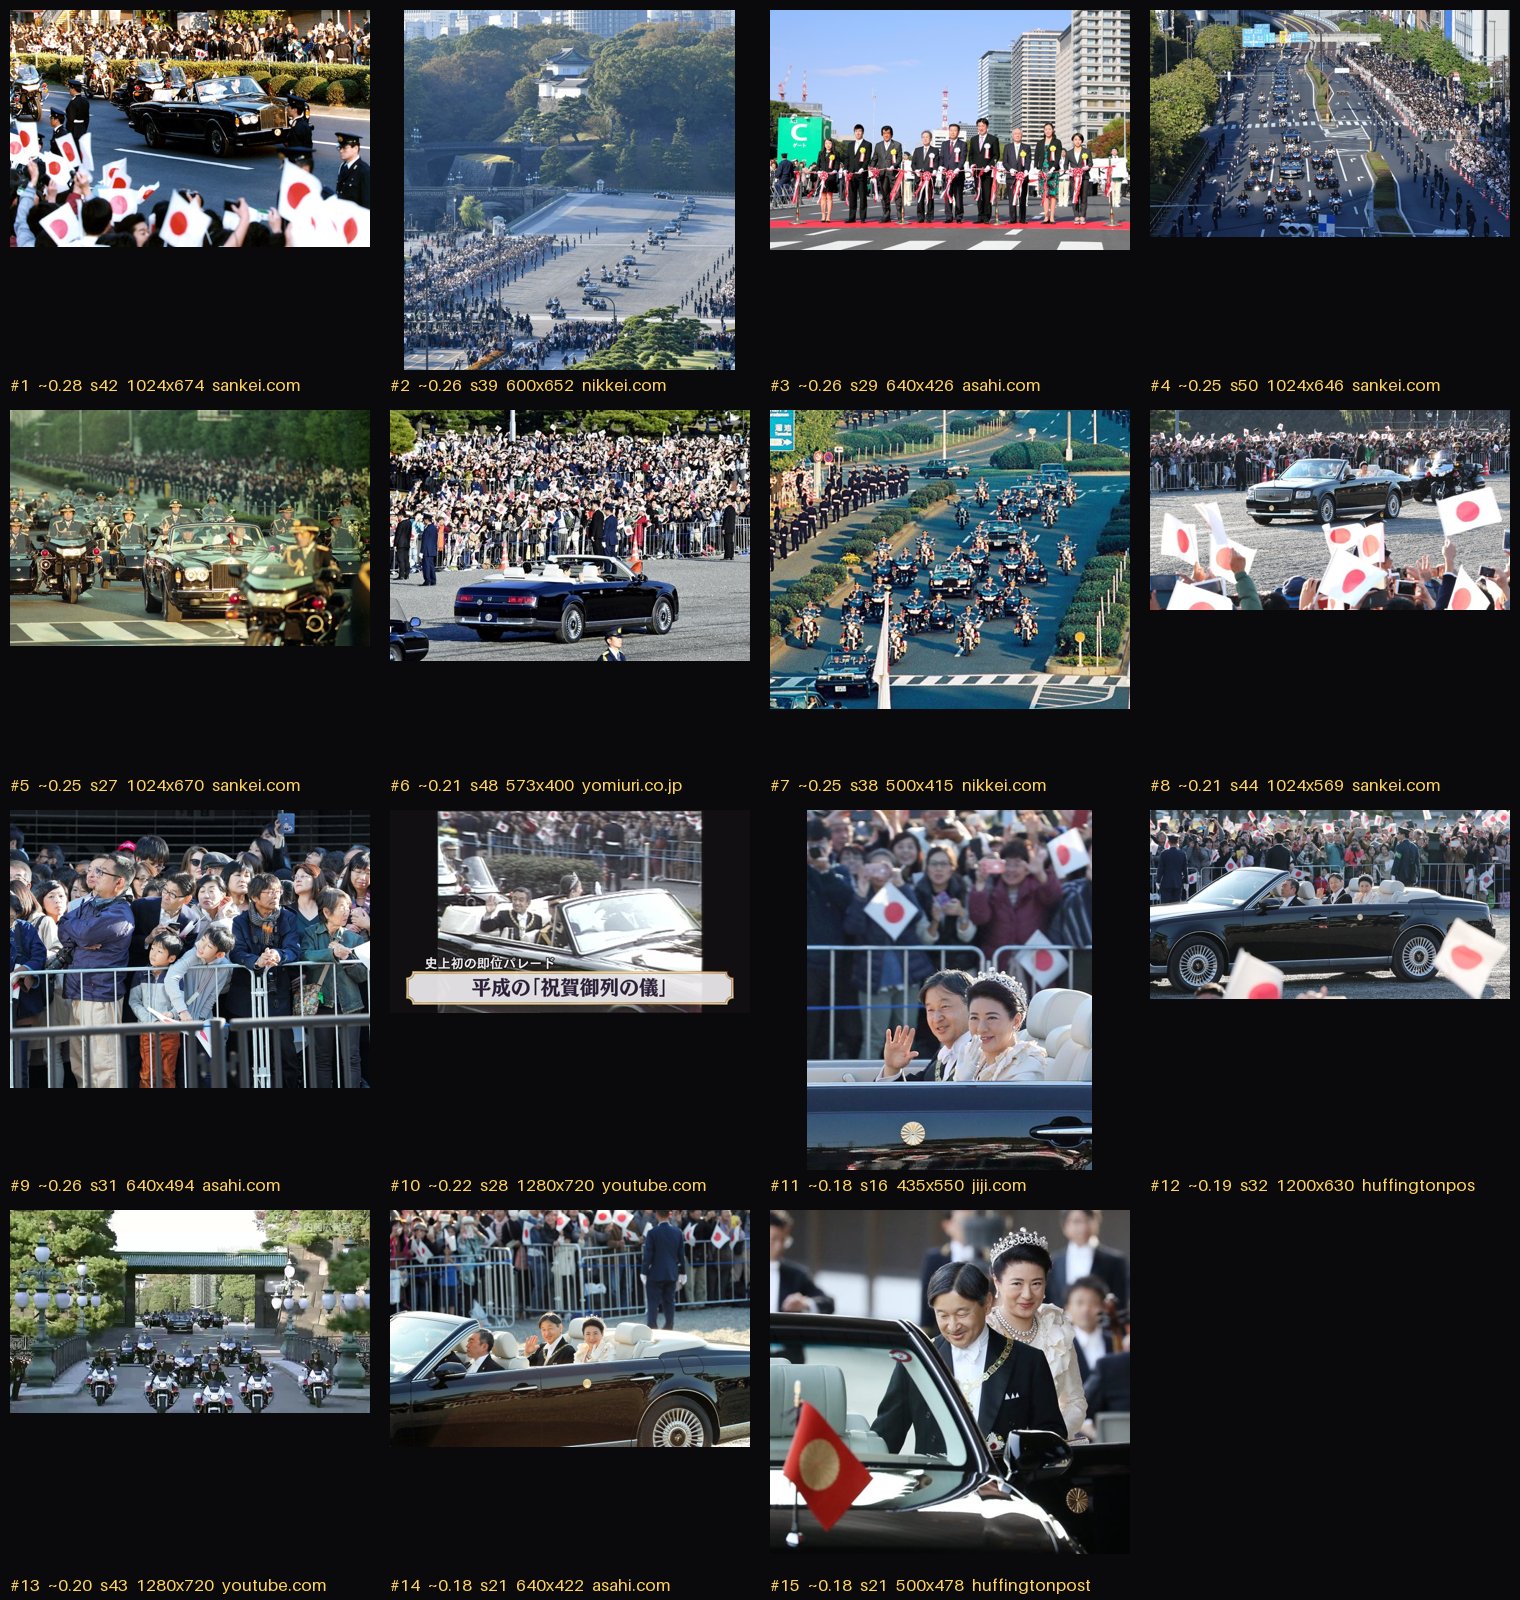 C
ゲート
#1 ~0.28 s42 1024x674 sankei.com
#2 ~0.26 s39 600x652 nikkei.com
#3 ~0.26 s29 640x426 asahi.com
#4 ~0.25 s50 1024x646 sankei.com
#5 ~0.25 s27 1024x670 sankei.com
#6 ~0.21 s48 573x400 yomiuri.co.jp
#7 ~0.25 s38 500x415 nikkei.com
#8 ~0.21 s44 1024x569 sankei.com
史上初の即位パレード
平成の「祝賀御列の儀」
#9 ~0.26 s31 640x494 asahi.com
#10 ~0.22 s28 1280x720 youtube.com
#11 ~0.18 s16 435x550 jiji.com
#12 ~0.19 s32 1200x630 huffingtonpos
#13 ~0.20 s43 1280x720 youtube.com
#14 ~0.18 s21 640x422 asahi.com
#15 ~0.18 s21 500x478 huffingtonpost